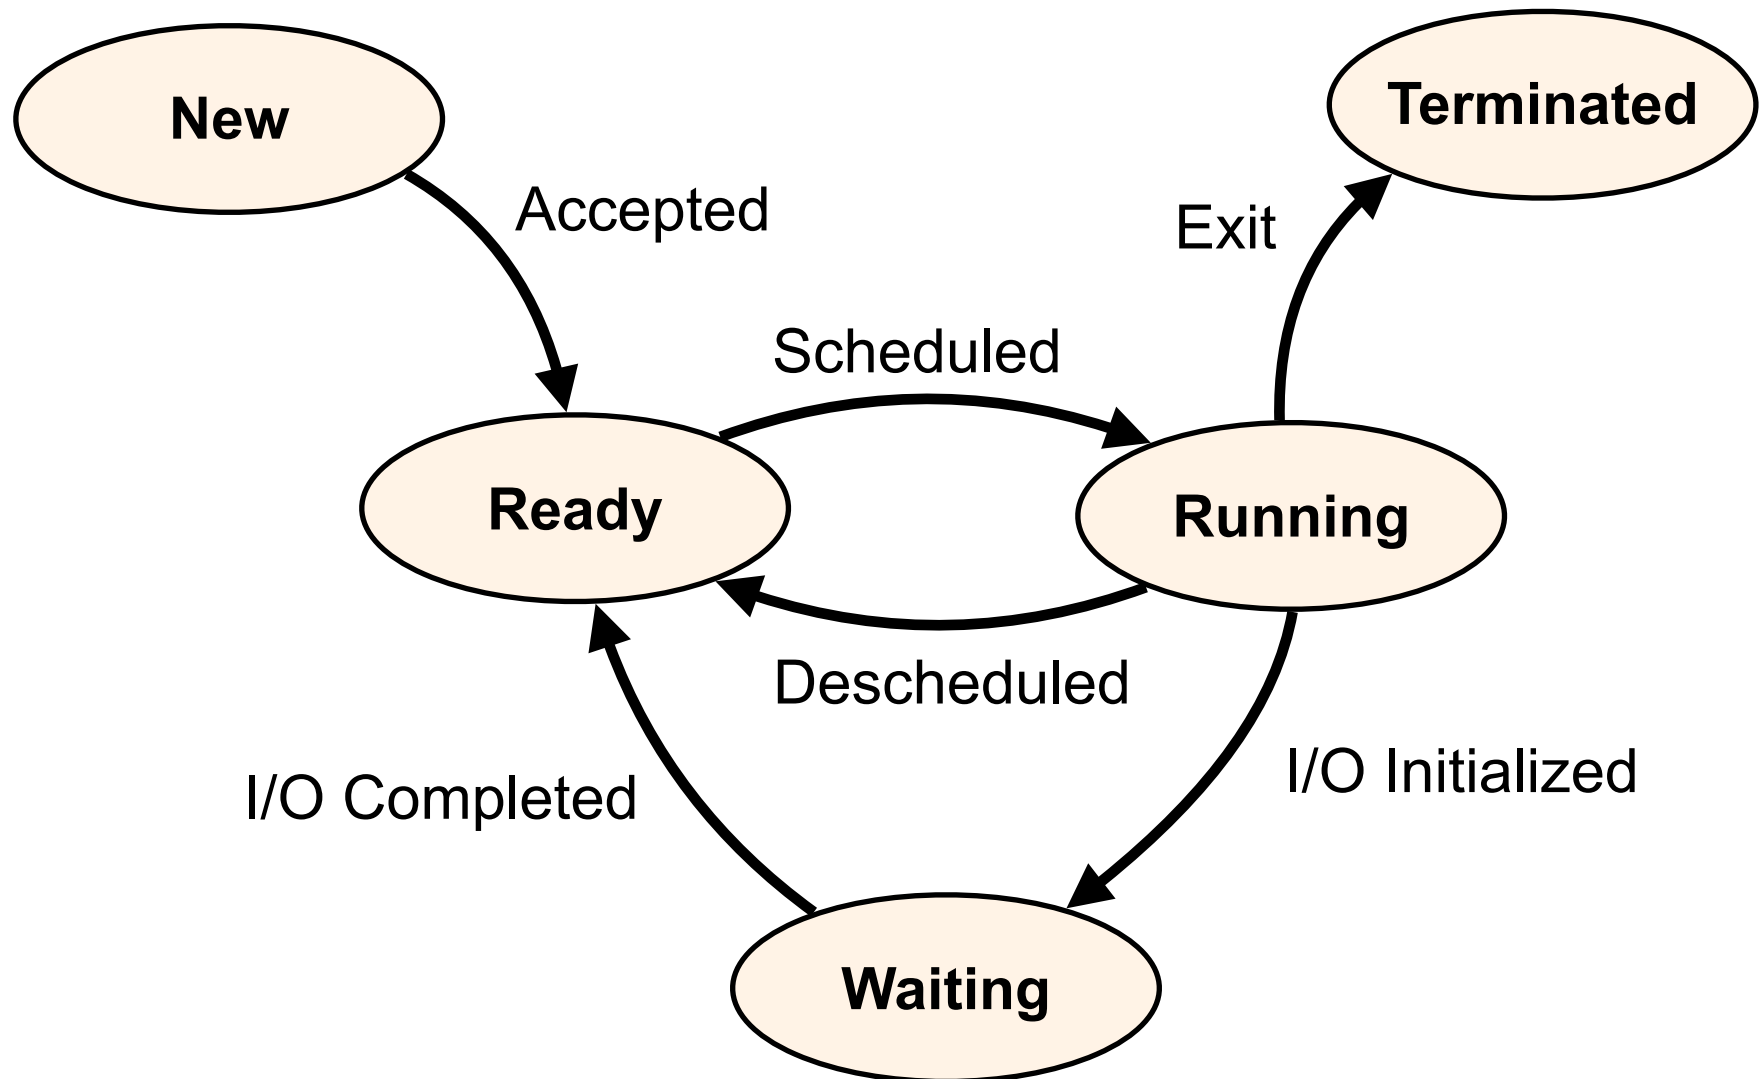 New
Terminated
Accepted
Exit
Scheduled
Ready
Running
Descheduled
I/O Initialized
I/O Completed
Waiting